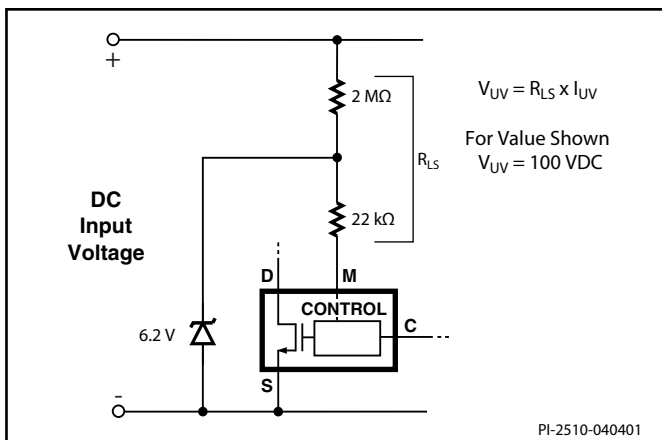 +
2 MΩ
V_UV = R_LS x I_UV
For Value Shown
V_UV = 100 VDC
R_LS
DC
Input
Voltage
22 kΩ
D
M
CONTROL
C
6.2 V
S
-
PI-2510-040401